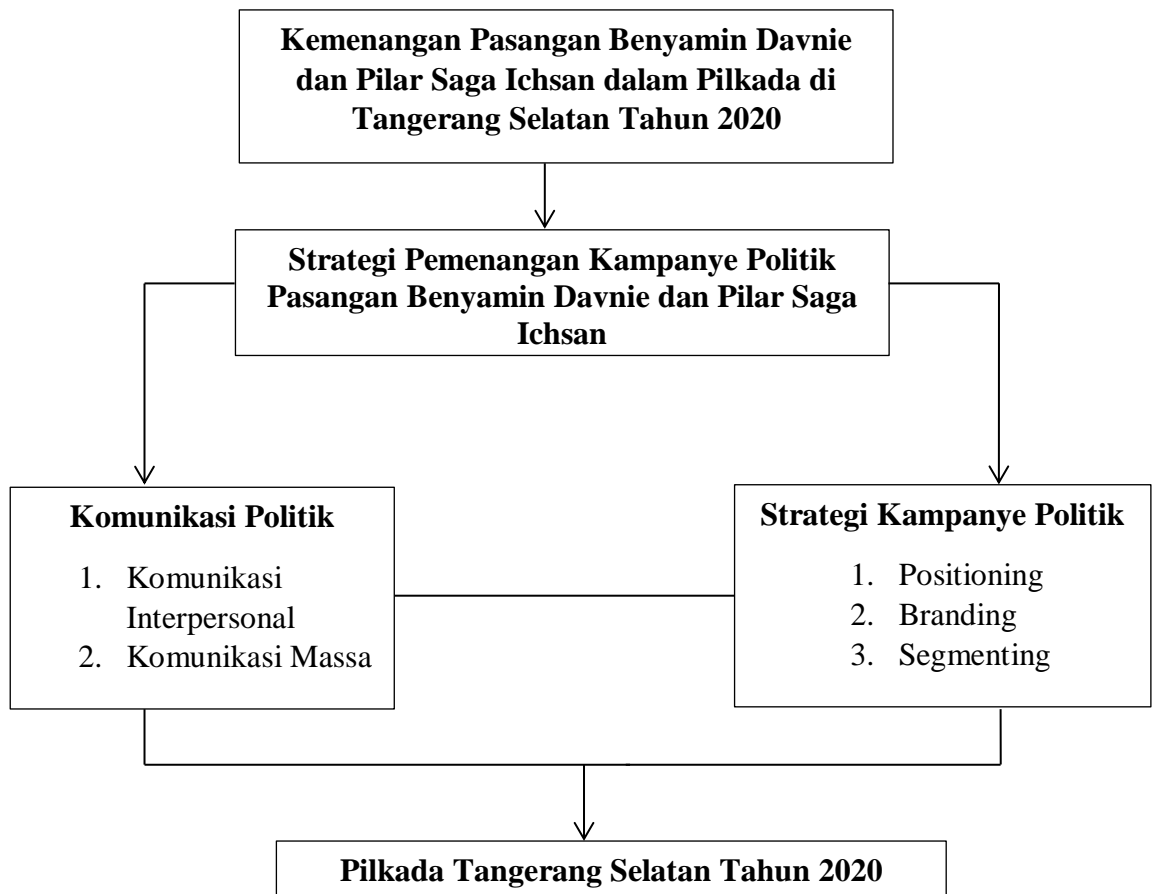 Kemenangan Pasangan Benyamin Davnie
dan Pilar Saga Ichsan dalam Pilkada di
Tangerang Selatan Tahun 2020
Strategi Pemenangan Kampanye Politik
Pasangan Benyamin Davnie dan Pilar Saga
Ichsan
Komunikasi Politik
1. Komunikasi
Interpersonal
2. Komunikasi Massa
Strategi Kampanye Politik
1. Positioning
2. Branding
3. Segmenting
Pilkada Tangerang Selatan Tahun 2020